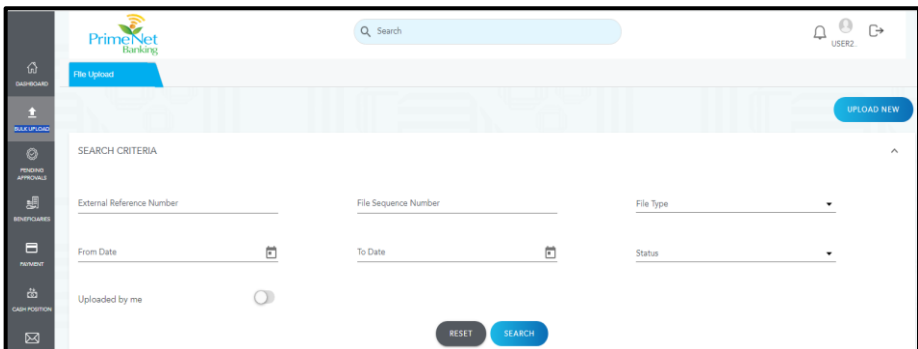 PrimeNet
Banking
Search
USER2..
DASHBOARD
File Upload
BULK UPLOAD
UPLOAD NEW
PENDING
APPROVALS
SEARCH CRITERIA
BENEFICIARIES
External Reference Number File Sequence Number File Type
PAYMENT
From Date To Date Status
CASH POSITION
Uploaded by me
RESET SEARCH